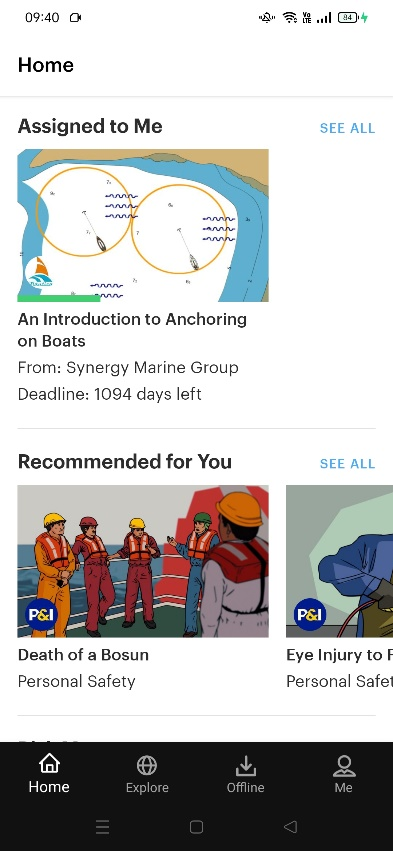 09:40
84
Home
Assigned to Me
SEE ALL
An Introduction to Anchoring
on Boats
From: Synergy Marine Group
Deadline: 1094 days left
Recommended for You
SEE ALL
P&I
P&I
Death of a Bosun
Personal Safety
Eye Injury to
Personal
Home
Explore
Offline
Me